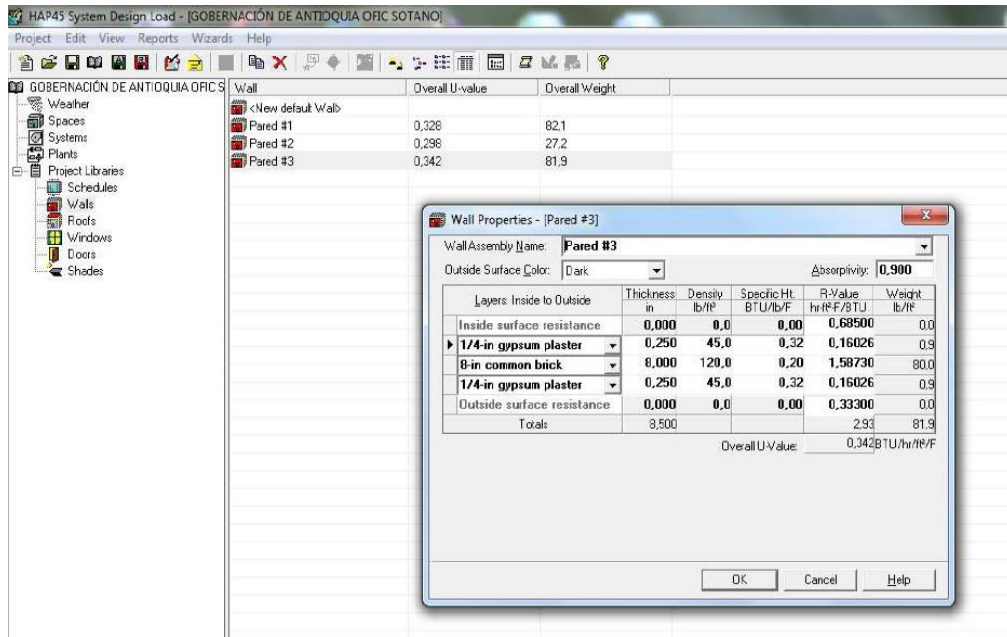 HAP45 System Design Load - [GOBERNACIÓN DE ANTIOQUIA OFIC SOTANO]
Project Edit View Reports Wizards Help
GOBERNACIÓN DE ANTIOQUIA OFIC S
Weather
Spaces
Systems
Plants
Project Libraries
Schedules
Walls
Roofs
Windows
Doors
Shades
Wall Overall U-value Overall Weight
<New default Wall>
Pared #1 0,328 82,1
Pared #2 0,298 27,2
Pared #3 0,342 81,9
Wall Properties - [Pared #3]
Wall Assembly Name: Pared #3
Outside Surface Color: Dark Absorptivity: 0,900
Layers: Inside to Outside Thickness in Density lb/ft³ Specific Ht. BTU/lb/F R-Value hr-ft²-F/BTU Weight lb/ft²
Inside surface resistance 0,000 0,0 0,00 0,68500 0,0
1/4-in gypsum plaster 0,250 45,0 0,32 0,16026 0,9
8-in common brick 8,000 120,0 0,20 1,58730 80,0
1/4-in gypsum plaster 0,250 45,0 0,32 0,16026 0,9
Outside surface resistance 0,000 0,0 0,00 0,33300 0,0
Totals 8,500 2,93 81,9
Overall U-Value: 0,342 BTU/hr/ft²/F
OK Cancel Help